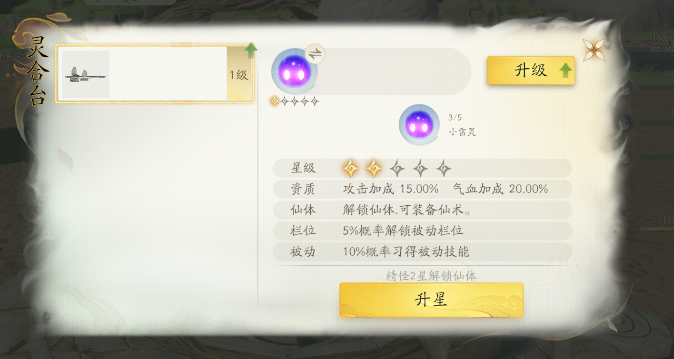 灵合台
1级
升级
3/5
小雷灵
星级
资质 攻击加成 15.00% 气血加成 20.00%
仙体 解锁仙体,可装备仙术。
栏位 5%概率解锁被动栏位
被动 10%概率习得被动技能
精怪2星解锁仙体
升星